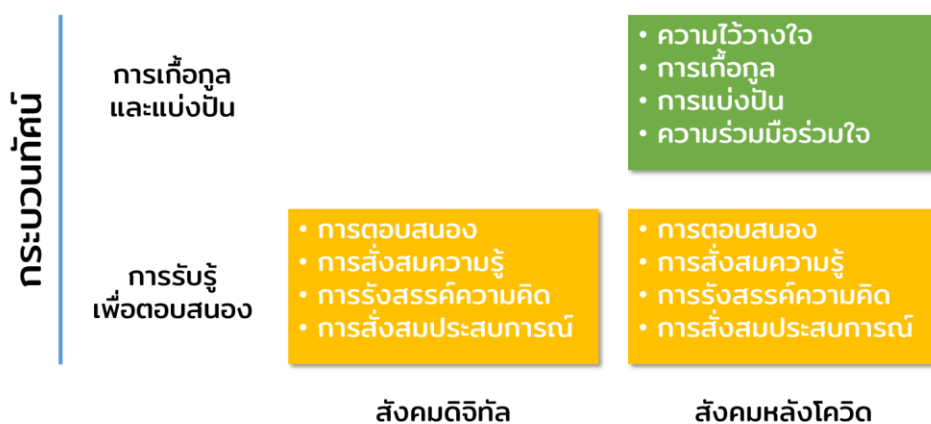 กระบวนทัศน์
การเกื้อกูล
และแบ่งปัน
• ความไว้วางใจ
• การเกื้อกูล
• การแบ่งปัน
• ความร่วมมือร่วมใจ
การรับรู้
เพื่อตอบสนอง
• การตอบสนอง
• การสั่งสมความรู้
• การรังสรรค์ความคิด
• การสั่งสมประสบการณ์
• การตอบสนอง
• การสั่งสมความรู้
• การรังสรรค์ความคิด
• การสั่งสมประสบการณ์
สังคมดิจิทัล
สังคมหลังโควิด